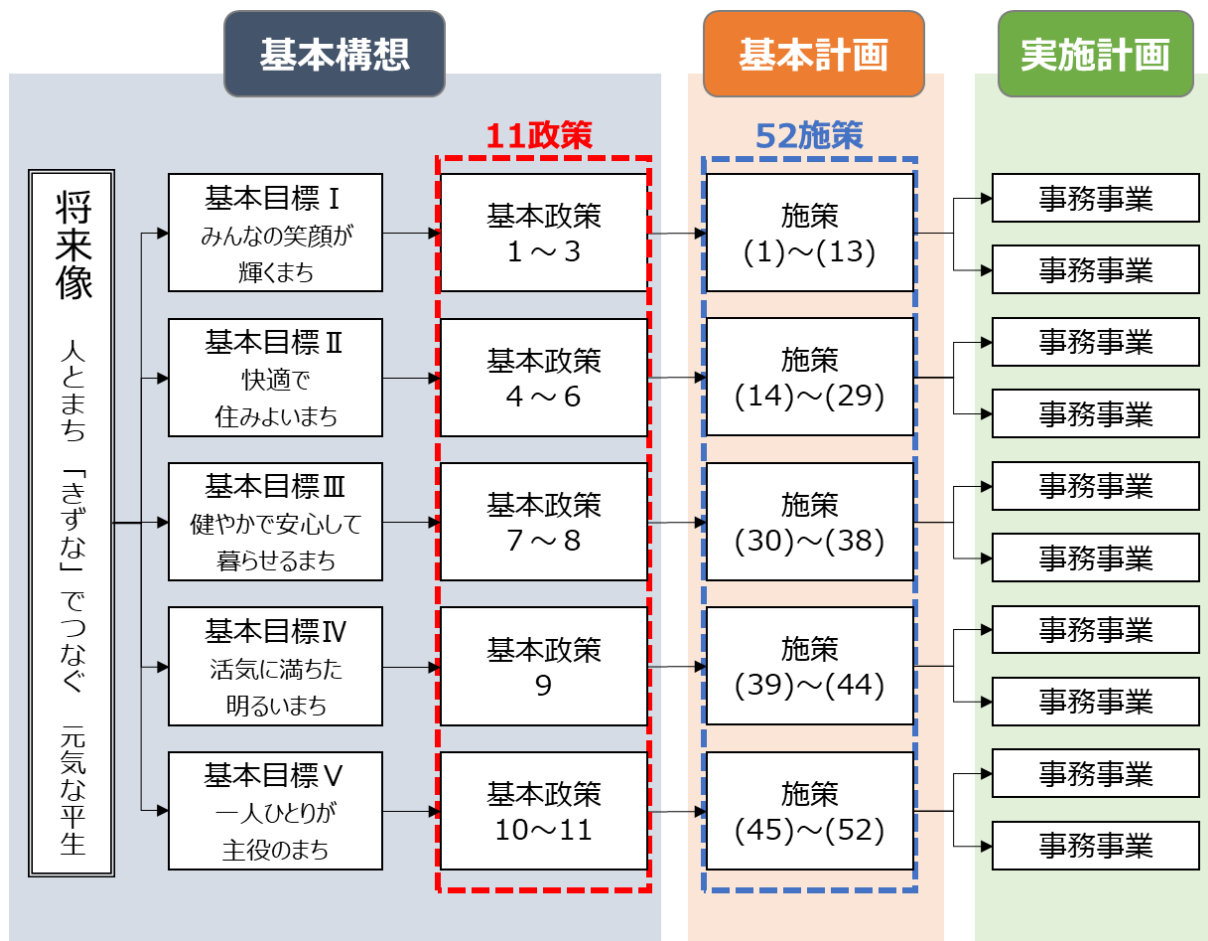 基本構想
基本計画
実施計画
11政策
52施策
将来像 人とまち 「きずな」でつなぐ 元気な平生
基本目標Ⅰ
みんなの笑顔が
輝くまち
基本政策
1～3
施策
(1)～(13)
事務事業
事務事業
基本目標Ⅱ
快適で
住みよいまち
基本政策
4～6
施策
(14)～(29)
事務事業
事務事業
基本目標Ⅲ
健やかで安心して
暮らせるまち
基本政策
7～8
施策
(30)～(38)
事務事業
事務事業
基本目標Ⅳ
活気に満ちた
明るいまち
基本政策
9
施策
(39)～(44)
事務事業
事務事業
基本目標Ⅴ
一人ひとりが
主役のまち
基本政策
10～11
施策
(45)～(52)
事務事業
事務事業